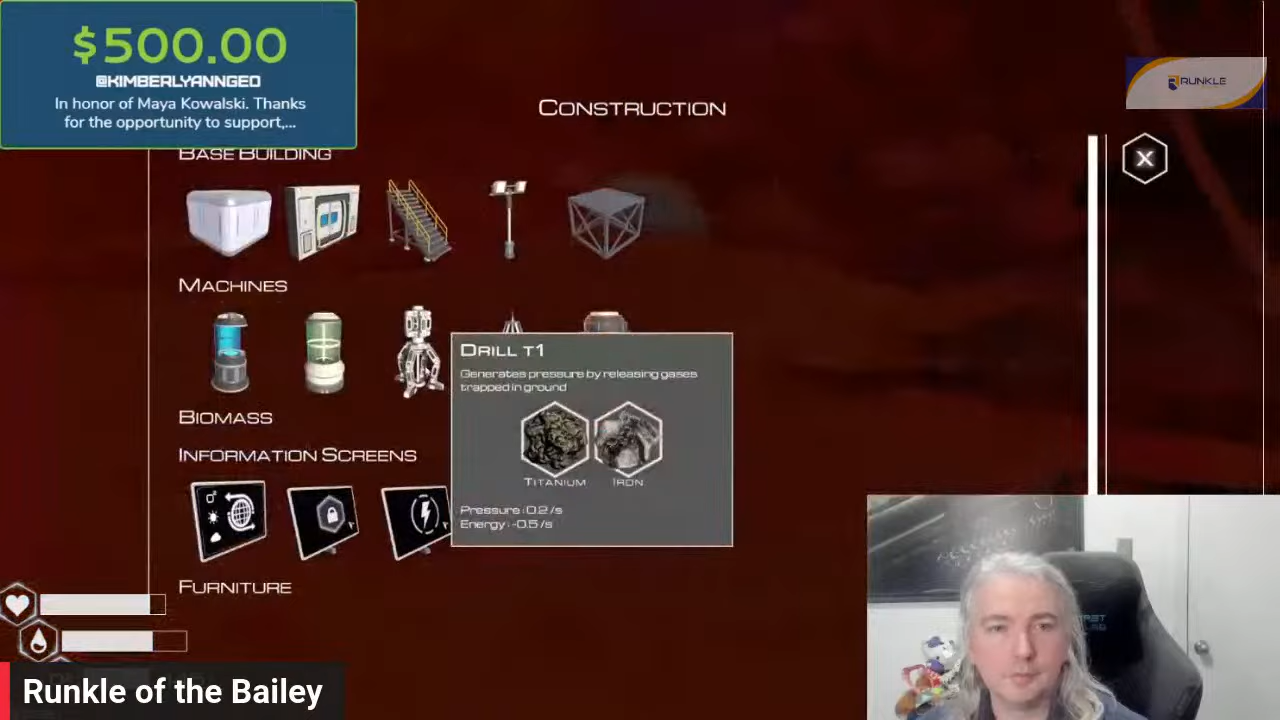 $500.00
@KIMBERLYANNGEO
In honor of Maya Kowalski. Thanks
for the opportunity to support,...
RUNKLE
CONSTRUCTION
X
BASE BUILDING
MACHINES
DRILL T1
Generates pressure by releasing gases
trapped in ground
TITANIUM
IRON
Pressure : 0.2 /s
Energy : -0.5 /s
BIOMASS
INFORMATION SCREENS
FURNITURE
Runkle of the Bailey